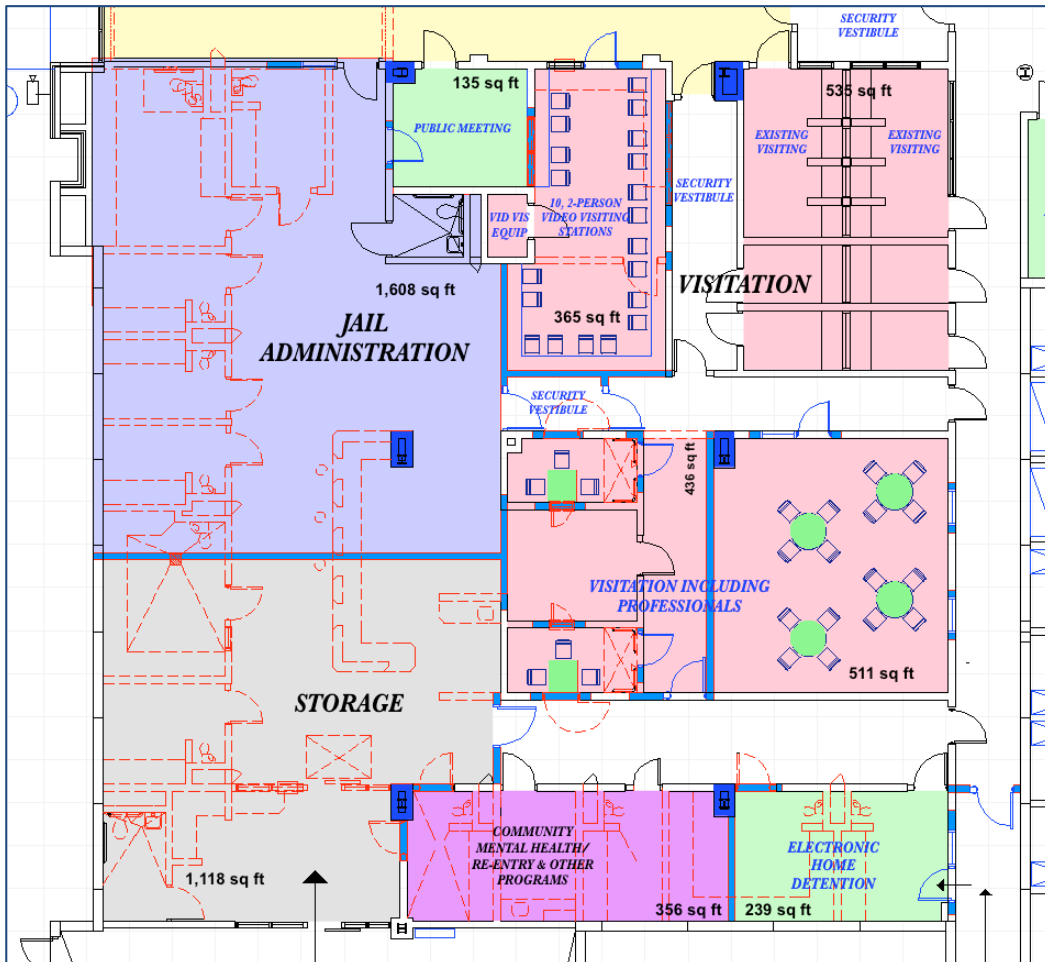 SECURITY
VESTIBULE
135 sq ft
PUBLIC MEETING
535 sq ft
EXISTING
VISITING
EXISTING
VISITING
SECURITY
VESTIBULE
VID VIS
EQUIP
10, 2-PERSON
VIDEO VISITING
STATIONS
VISITATION
1,608 sq ft
365 sq ft
JAIL
ADMINISTRATION
SECURITY
VESTIBULE
436 sq ft
VISITATION INCLUDING
PROFESSIONALS
511 sq ft
STORAGE
COMMUNITY
MENTAL HEALTH/
RE-ENTRY & OTHER
PROGRAMS
ELECTRONIC
HOME
DETENTION
1,118 sq ft
356 sq ft
239 sq ft